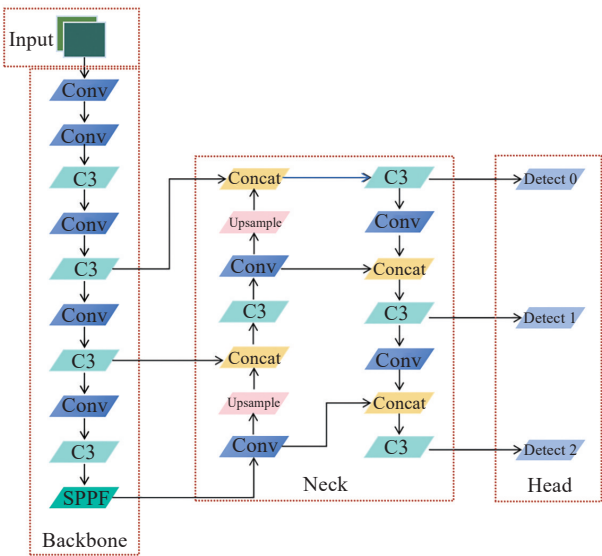 Input
Conv
Conv
C3
Conv
C3
Conv
C3
Conv
C3
SPPF
Backbone
Concat
Upsample
Conv
C3
Concat
Upsample
Conv
C3
Conv
Concat
C3
Conv
Concat
C3
Neck
Detect 0
Detect 1
Detect 2
Head